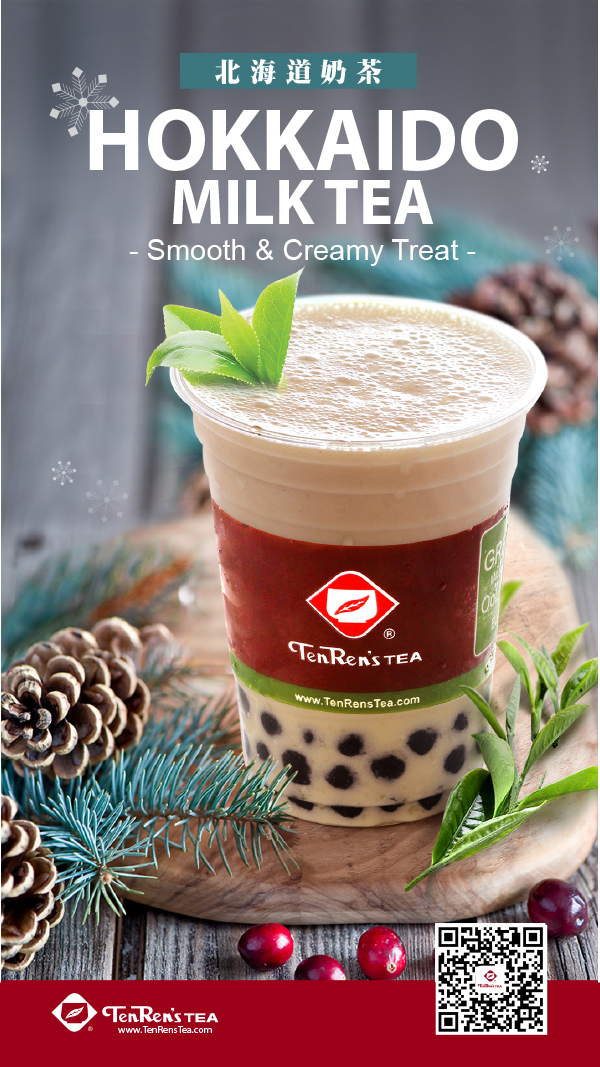 北海道奶茶
HOKKAIDO
MILK TEA
- Smooth & Creamy Treat -
TenRen's TEA
www.TenRensTea.com
TenRen's TEA
www.TenRensTea.com